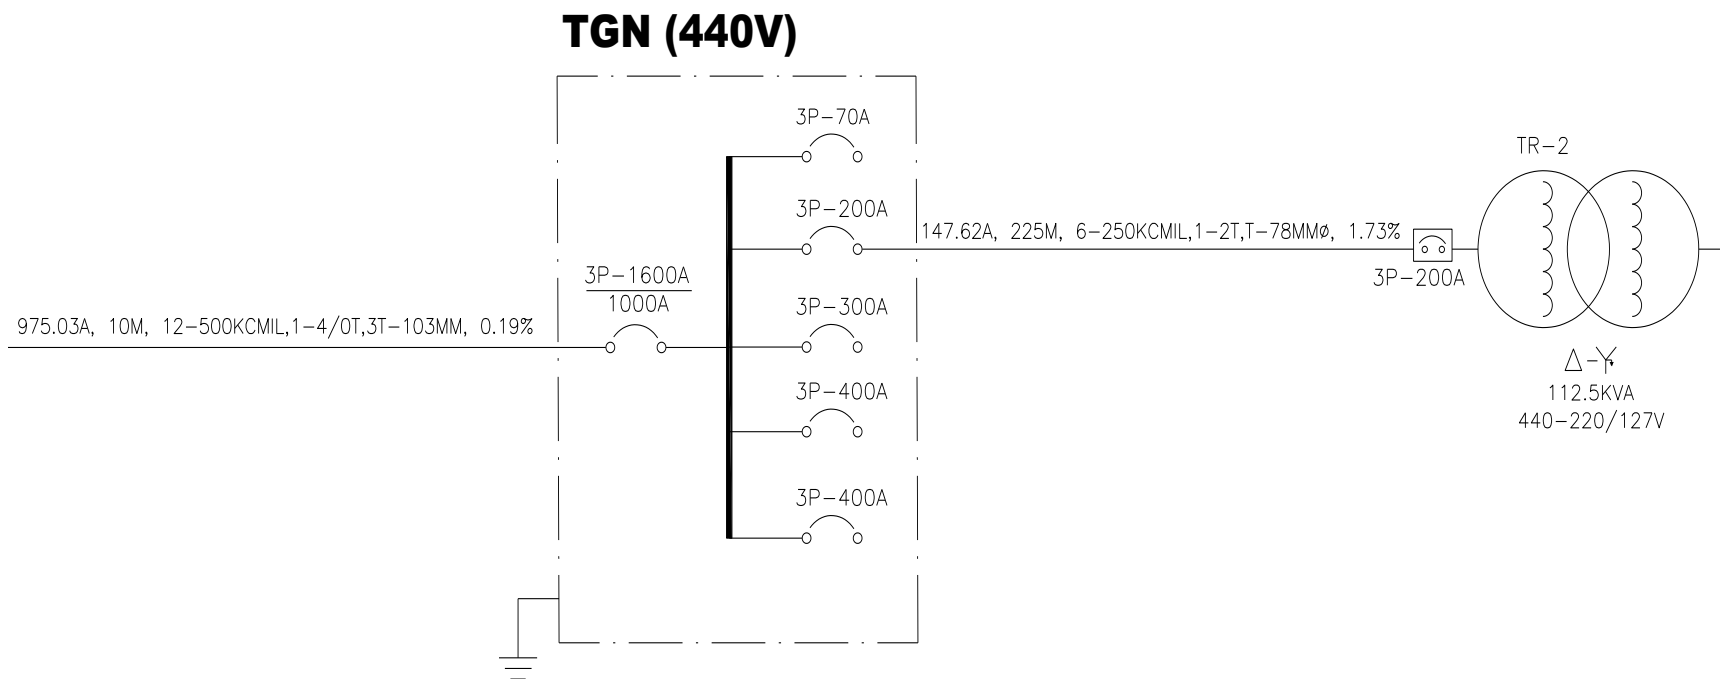 TGN (440V)
3P-70A
TR-2
3P-200A
147.62A, 225M, 6-250KCMIL,1-2T,T-78MMø, 1.73%
3P-200A
3P-1600A
1000A
3P-300A
975.03A, 10M, 12-500KCMIL,1-4/0T,3T-103MM, 0.19%
Δ-Y
112.5KVA
3P-400A
440-220/127V
3P-400A